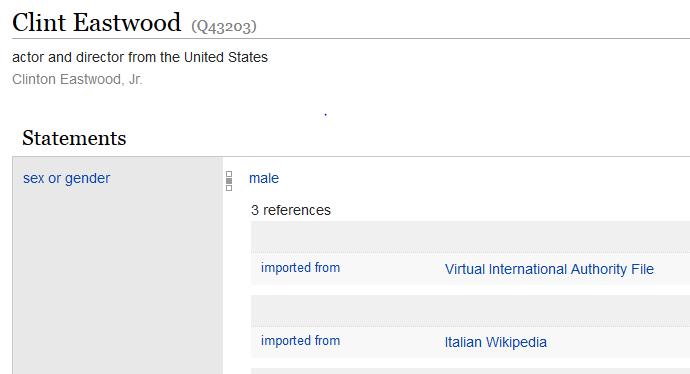 Clint Eastwood (Q43203)
actor and director from the United States
Clinton Eastwood, Jr.
Statements
sex or gender
male
3 references
imported from Virtual International Authority File
imported from Italian Wikipedia